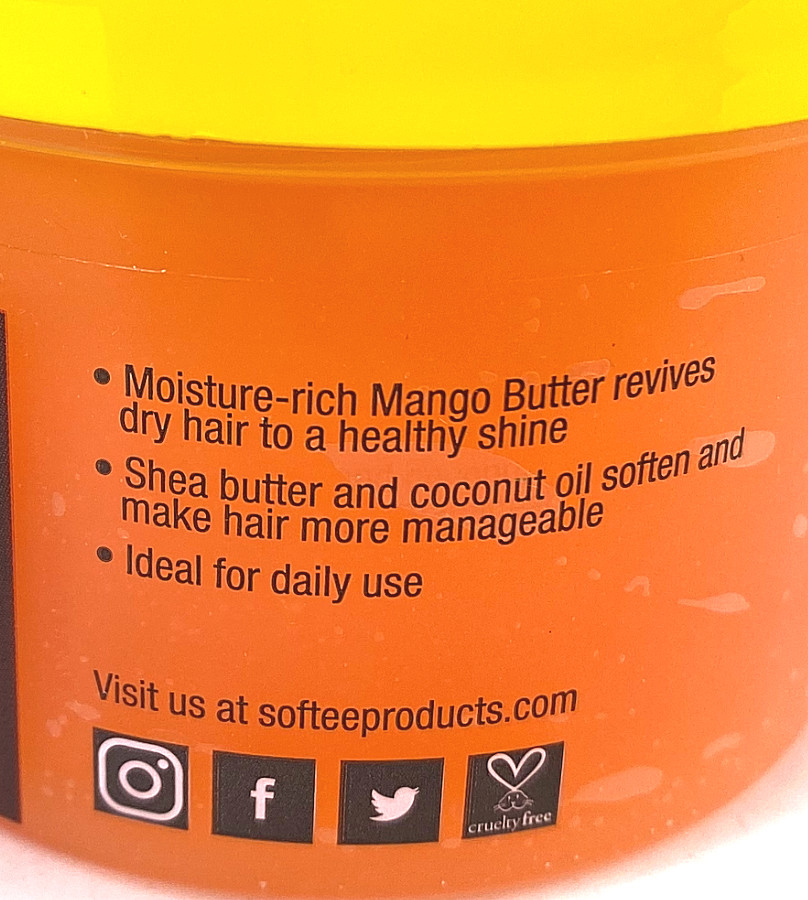 • Moisture-rich Mango Butter revives
dry hair to a healthy shine
• Shea butter and coconut oil soften and
make hair more manageable
• Ideal for daily use
Visit us at softeeproducts.com
f
cruelty free